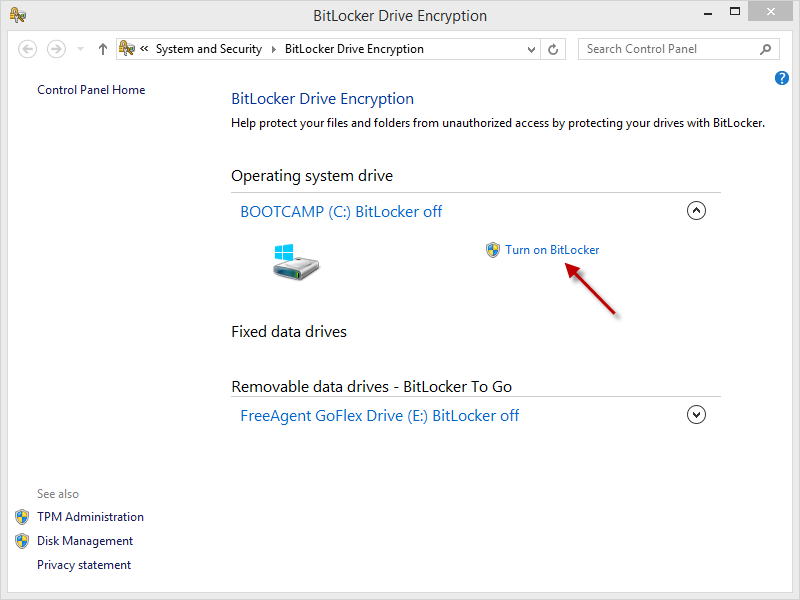 BitLocker Drive Encryption
« System and Security BitLocker Drive Encryption
Search Control Panel
Control Panel Home
BitLocker Drive Encryption
Help protect your files and folders from unauthorized access by protecting your drives with BitLocker.
Operating system drive
BOOTCAMP (C:) BitLocker off
Turn on BitLocker
Fixed data drives
Removable data drives - BitLocker To Go
FreeAgent GoFlex Drive (E:) BitLocker off
See also
TPM Administration
Disk Management
Privacy statement